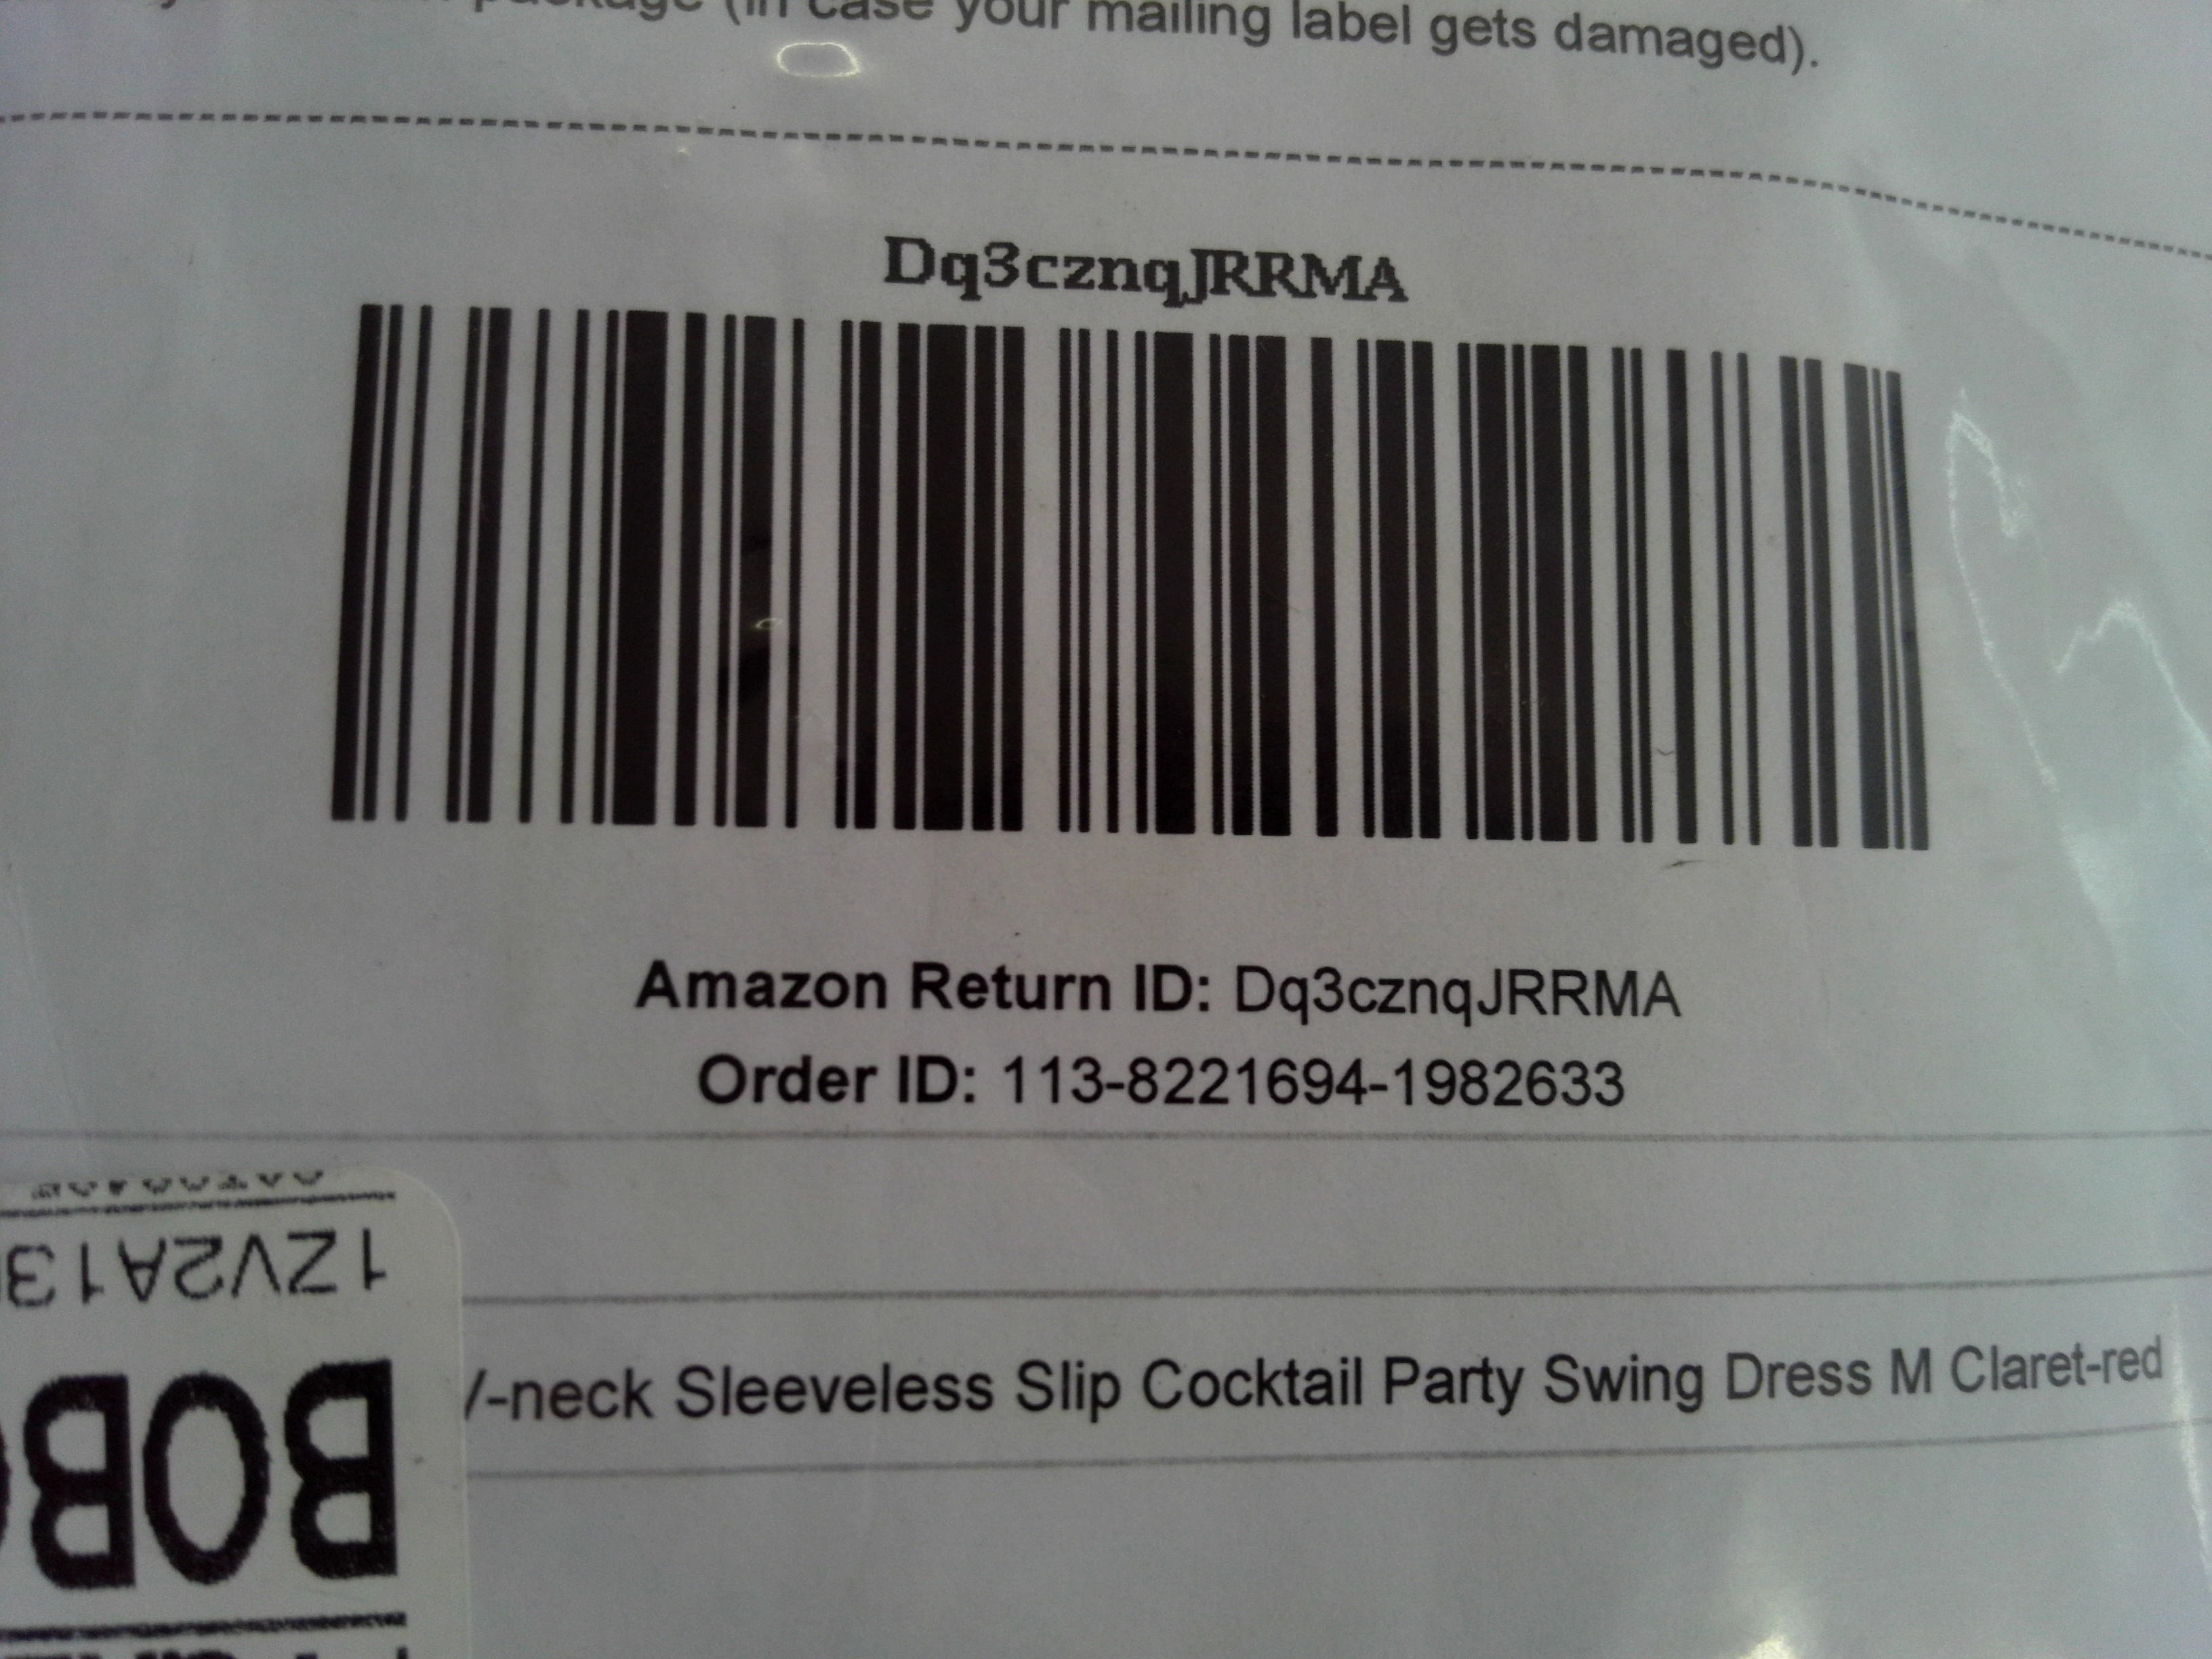 package (in case your mailing label gets damaged).
Dq3cznqJRRMA
Amazon Return ID: Dq3cznqJRRMA
Order ID: 113-8221694-1982633
1ZV2A13
-neck Sleeveless Slip Cocktail Party Swing Dress M Claret-red
BOB